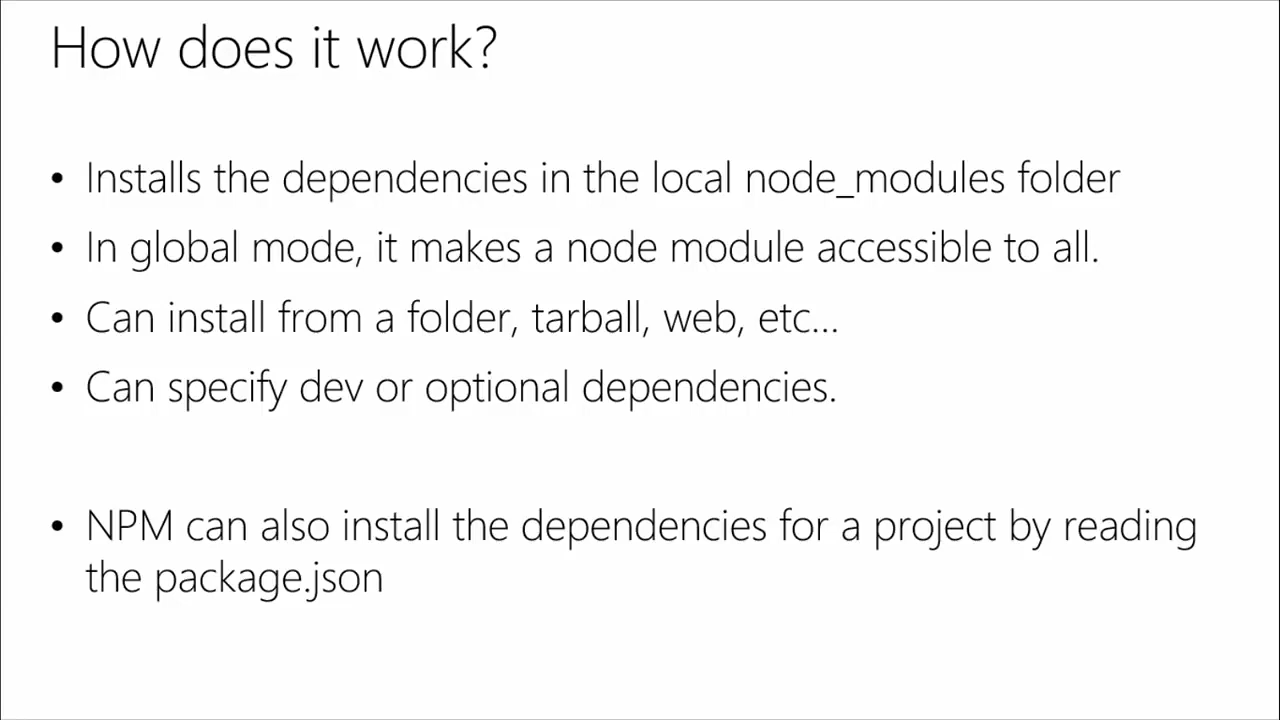 How does it work?
• Installs the dependencies in the local node_modules folder
• In global mode, it makes a node module accessible to all.
• Can install from a folder, tarball, web, etc...
• Can specify dev or optional dependencies.
• NPM can also install the dependencies for a project by reading
the package.json